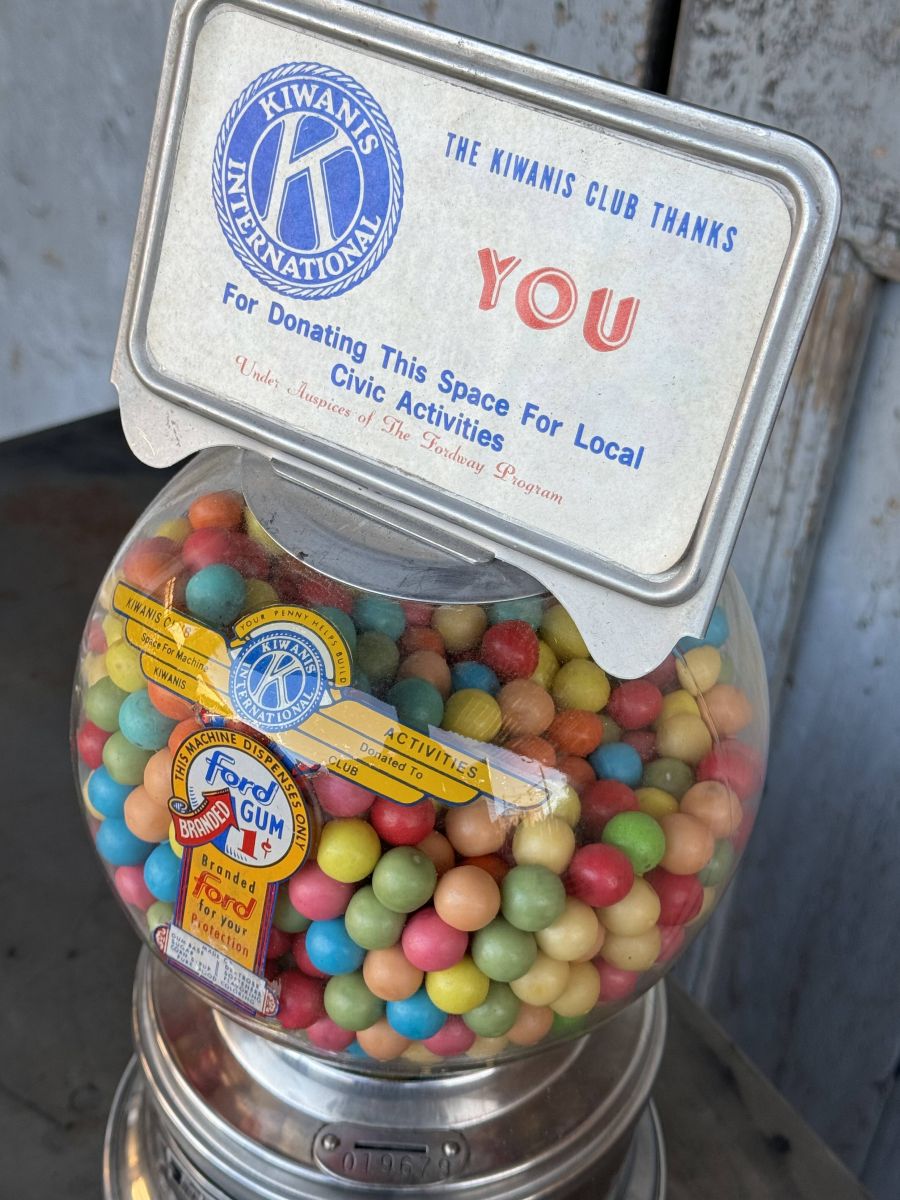 KIWANIS
K
INTERNATIONAL
THE KIWANIS CLUB THANKS
YOU
For Donating This Space For Local
Civic Activities
Under Auspices of The Fordway Program
YOUR PENNY HELPS BUILD
KIWANIS CLUB ACTIVITIES
Space For Machine Donated To
KIWANIS CLUB
KIWANIS
K
INTERNATIONAL
THIS MACHINE DISPENSES ONLY
Ford
BRANDED GUM
1¢
Branded
ford
for your
Protection
019679